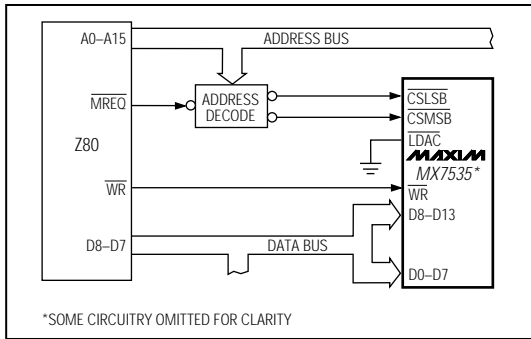 A0–A15
ADDRESS BUS
MREQ
ADDRESS
DECODE
CSLSB
CSMSB
LDAC
Z80
MAXIM
MX7535*
WR
WR
D8–D13
D8–D7
DATA BUS
D0–D7
*SOME CIRCUITRY OMITTED FOR CLARITY